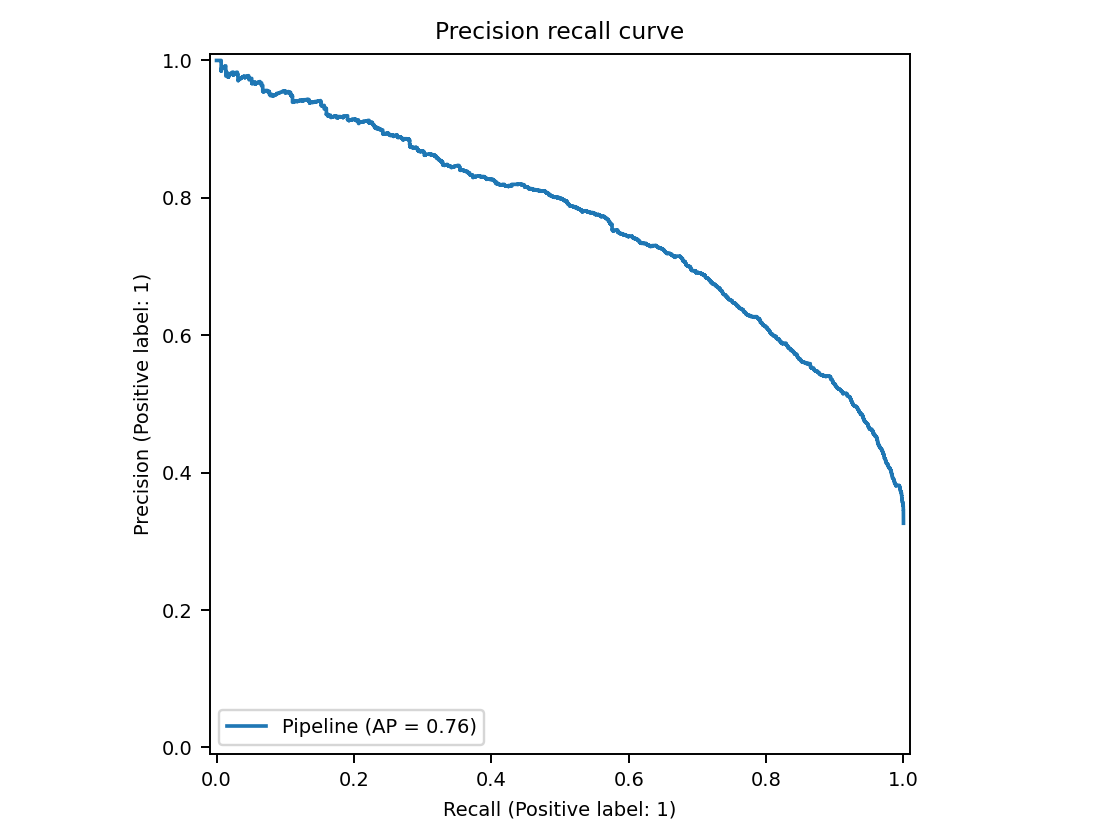 Precision recall curve
1.0
0.8
0.6
0.4
0.2
0.0
Precision (Positive label: 1)
Pipeline (AP = 0.76)
0.0 0.2 0.4 0.6 0.8 1.0
Recall (Positive label: 1)